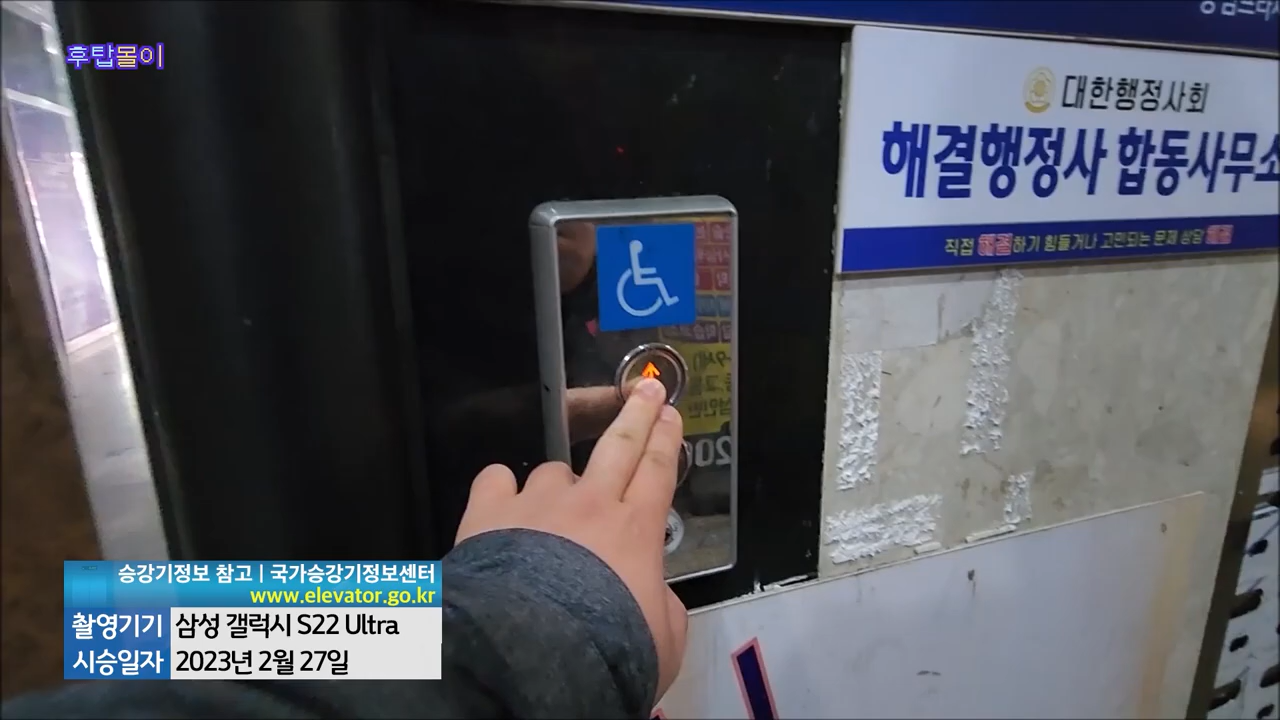 후탑몰이
대한행정사회
해결행정사 합동사무소
직접 해결하기 힘들거나 고민되는 문제 상담 해결
승강기정보 참고 | 국가승강기정보센터
www.elevator.go.kr
촬영기기 삼성 갤럭시 S22 Ultra
시승일자 2023년 2월 27일